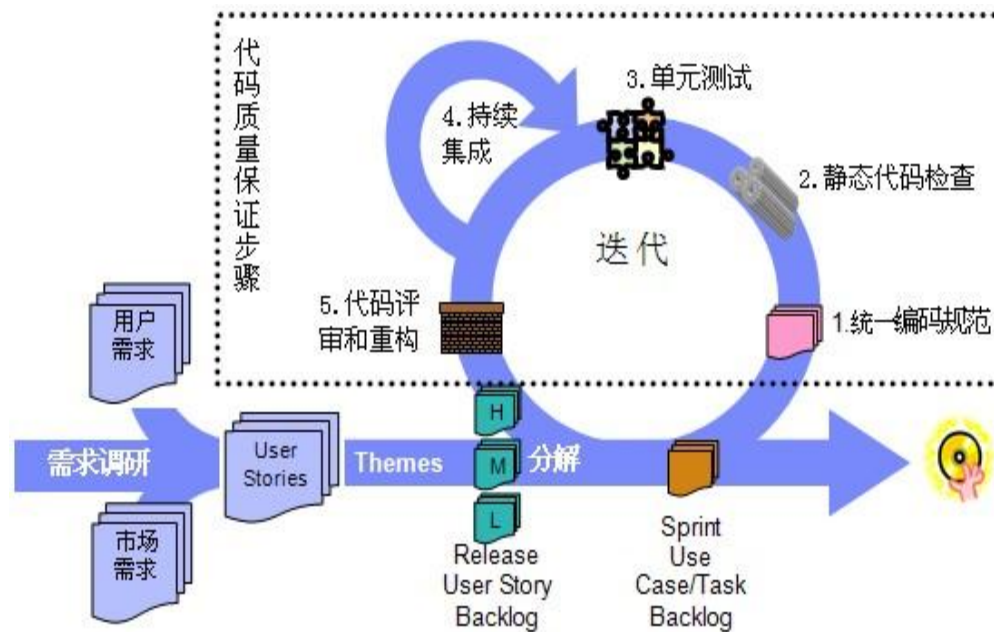 代
码
质
量
保
证
步
骤
3.单元测试
4.持续
集成
2.静态代码检查
迭代
5.代码评
审和重构
1.统一编码规范
用户
需求
需求调研
User
Stories
Themes
H
M
L
分解
市场
需求
Release
User Story
Backlog
Sprint
Use
Case/Task
Backlog